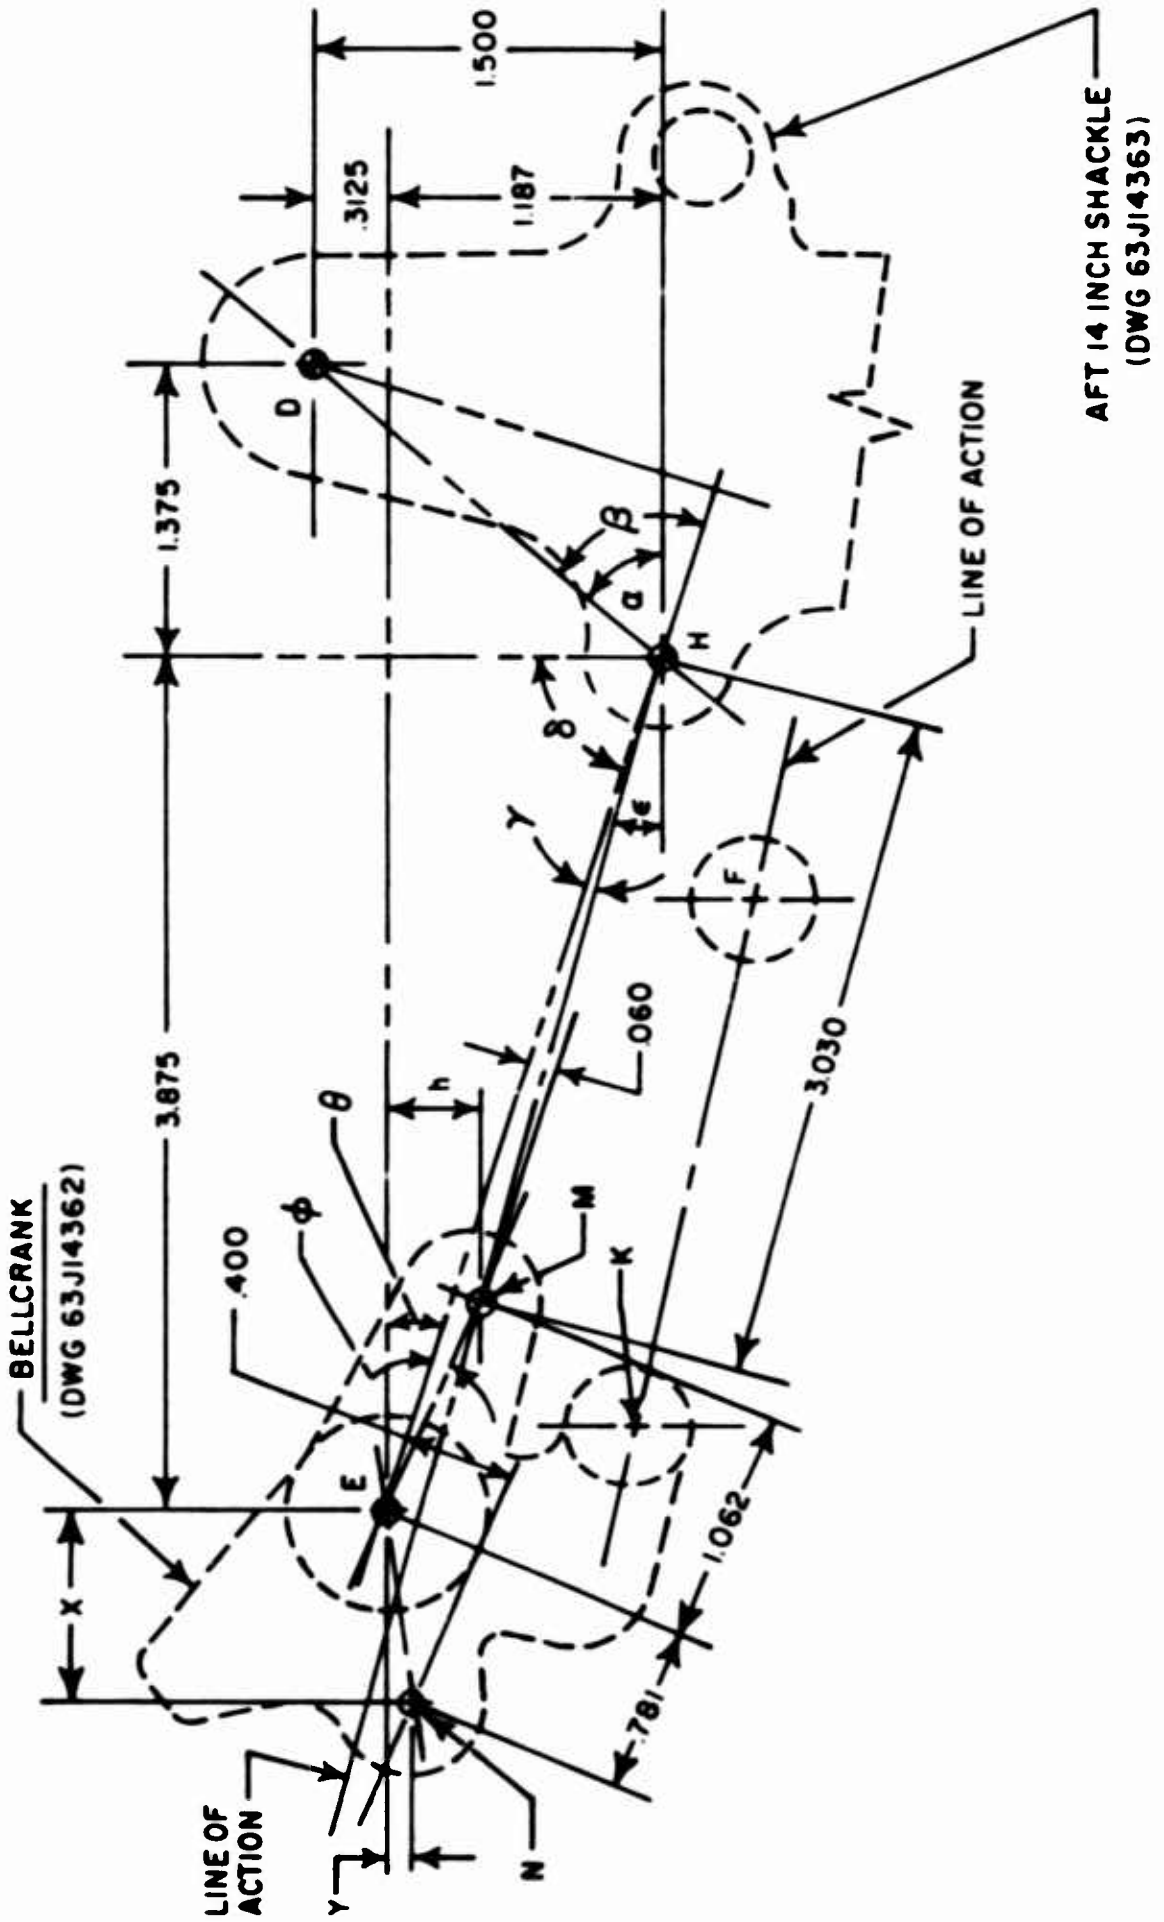 BELLCRANK
(DWG 63J14362)
X
3.875
1.375
.400
ϕ
θ
h
E
D
.3125
1.500
1.187
γ
δ
β
α
ϵ
H
.060
M
K
F
3.030
1.062
.781
LINE OF
ACTION
Y
N
LINE OF ACTION
AFT 14 INCH SHACKLE
(DWG 63J14363)